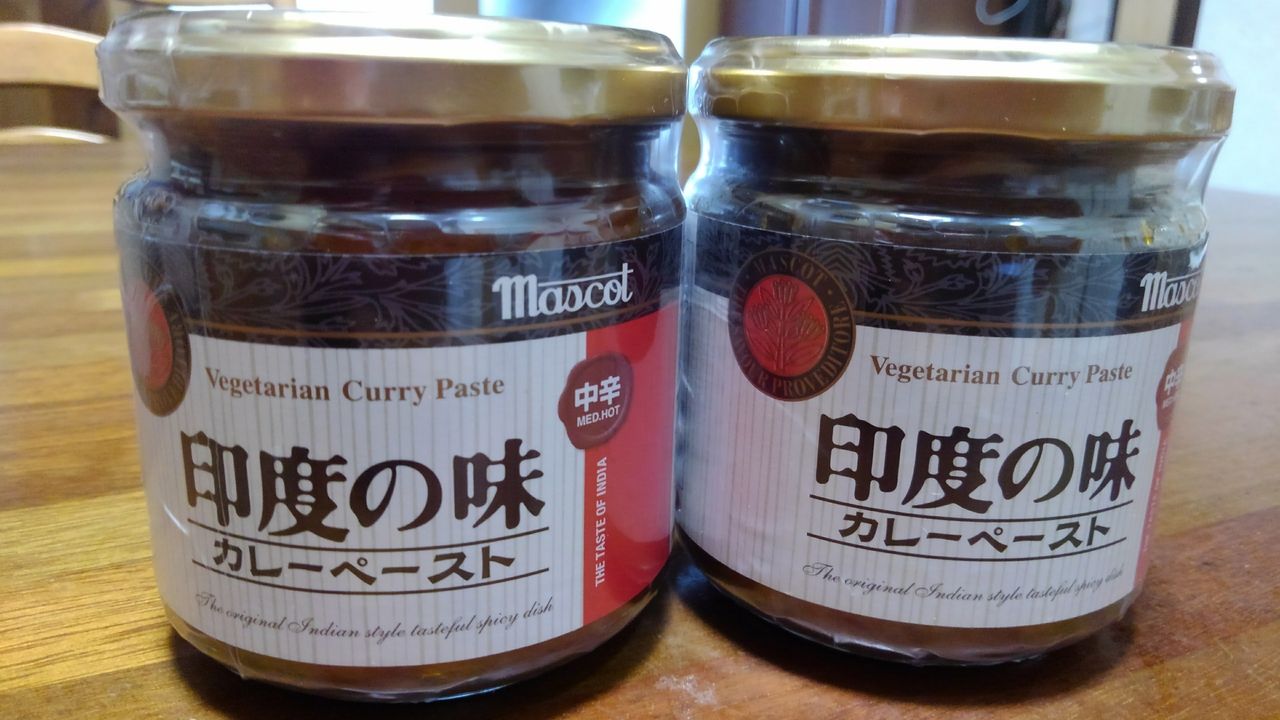 mascot
Vegetarian Curry Paste
中辛
MED.HOT
印度の味
カレーペースト
THE TASTE OF INDIA
The original Indian style tasteful spicy dish
MASCOT
Vegetarian Curry Paste
印度の味
カレーペースト
The original Indian style tasteful spicy dish